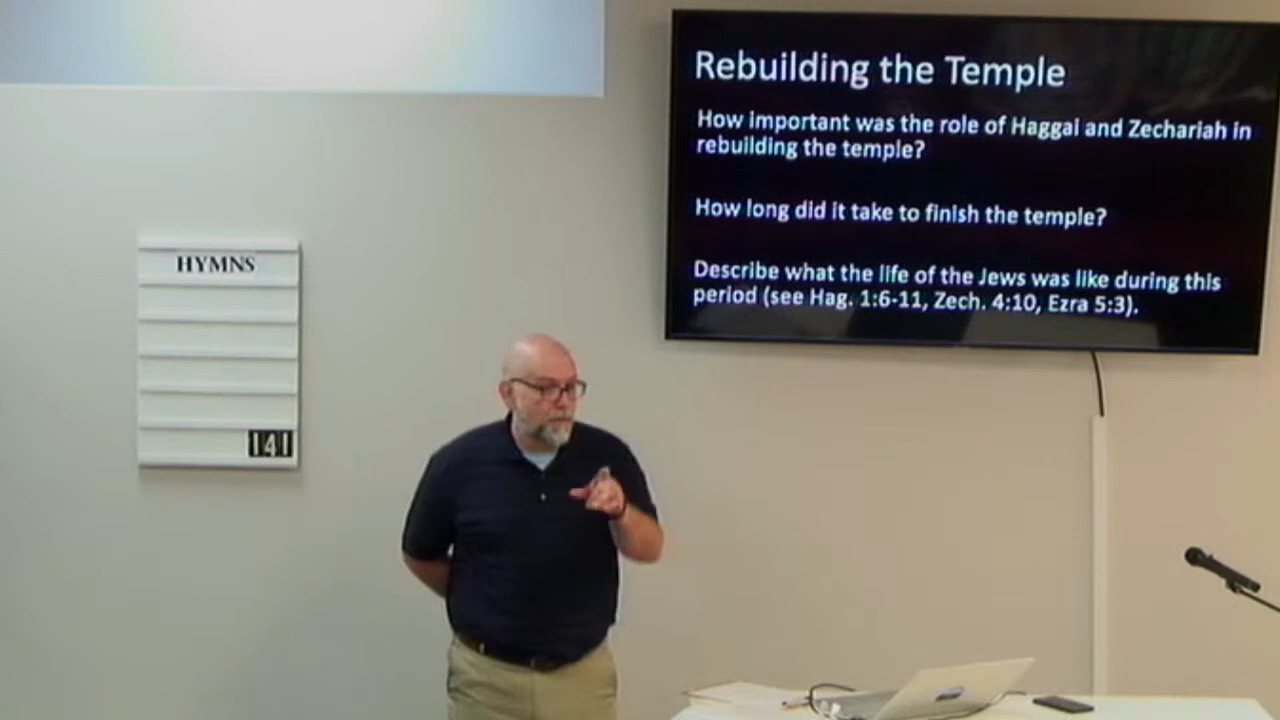 Rebuilding the Temple
How important was the role of Haggai and Zechariah in
rebuilding the temple?
How long did it take to finish the temple?
Describe what the life of the Jews was like during this
period (see Hag. 1:6-11, Zech. 4:10, Ezra 5:3).
HYMNS
141